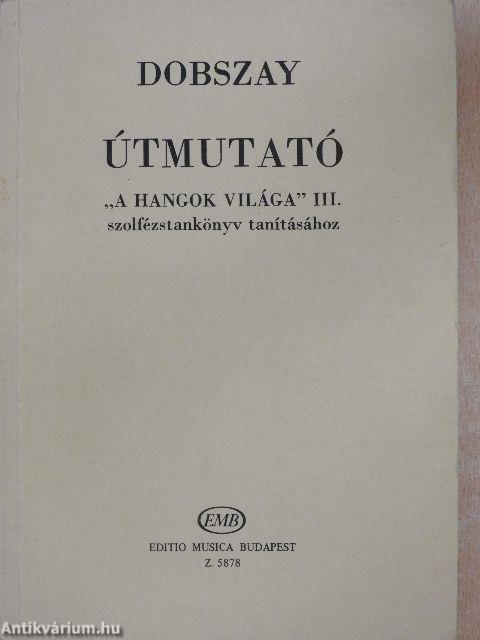 DOBSZAY
ÚTMUTATÓ
„A HANGOK VILÁGA” III.
szolfézstankönyv tanításához
EMB
EDITIO MUSICA BUDAPEST
Z. 5878
Antikvárium.hu